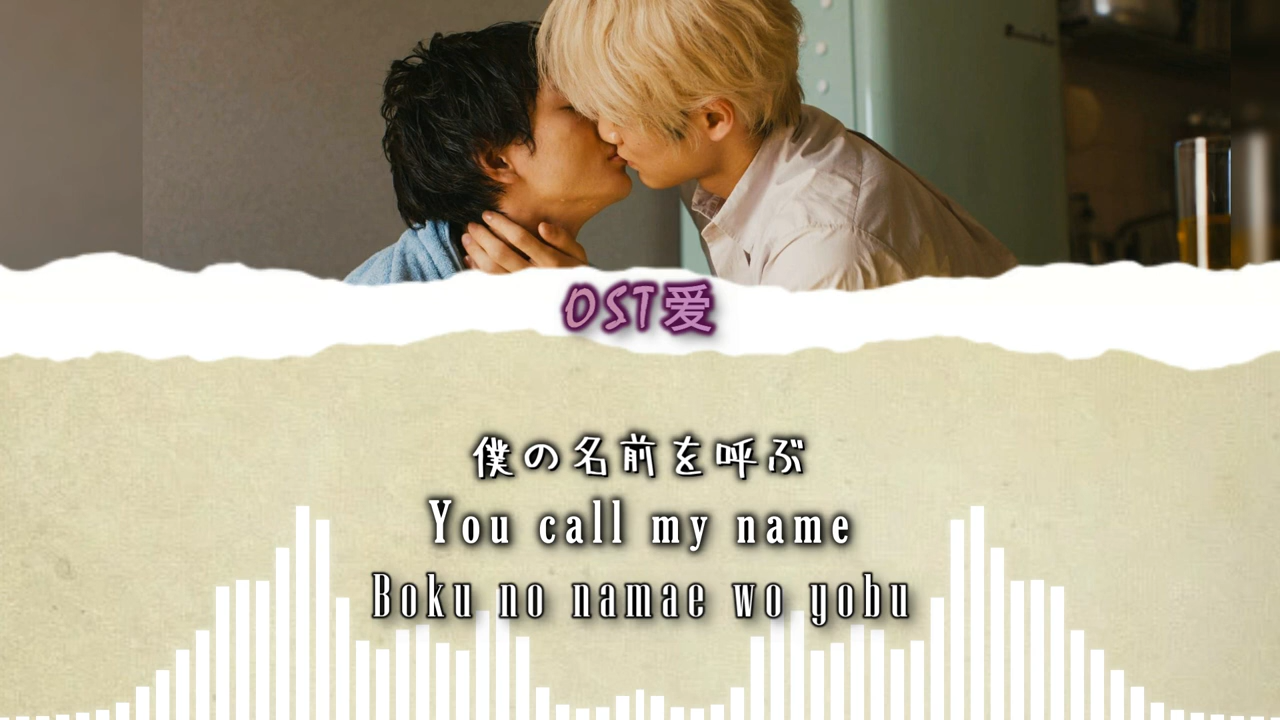 OST爱
僕の名前を呼ぶ
You call my name
Boku no namae wo yobu